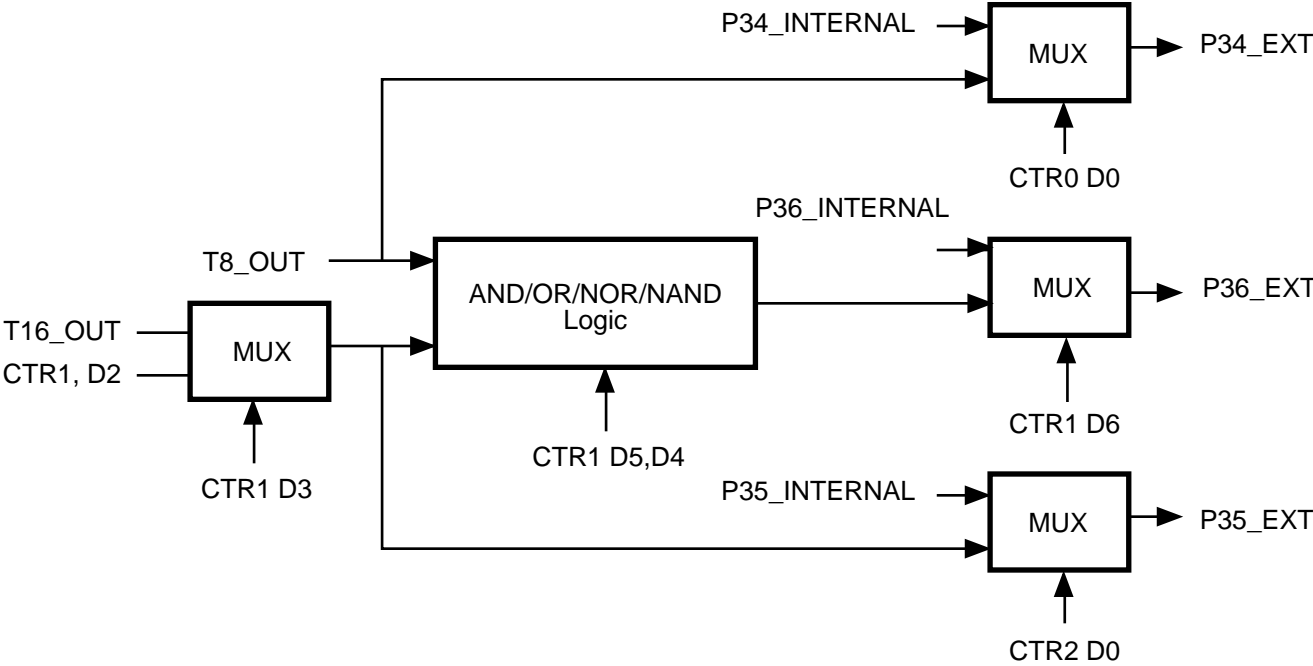 P34_INTERNAL
MUX
P34_EXT
CTR0 D0
P36_INTERNAL
T8_OUT
AND/OR/NOR/NAND
Logic
MUX
P36_EXT
T16_OUT
MUX
CTR1, D2
CTR1 D6
CTR1 D5,D4
CTR1 D3
P35_INTERNAL
MUX
P35_EXT
CTR2 D0